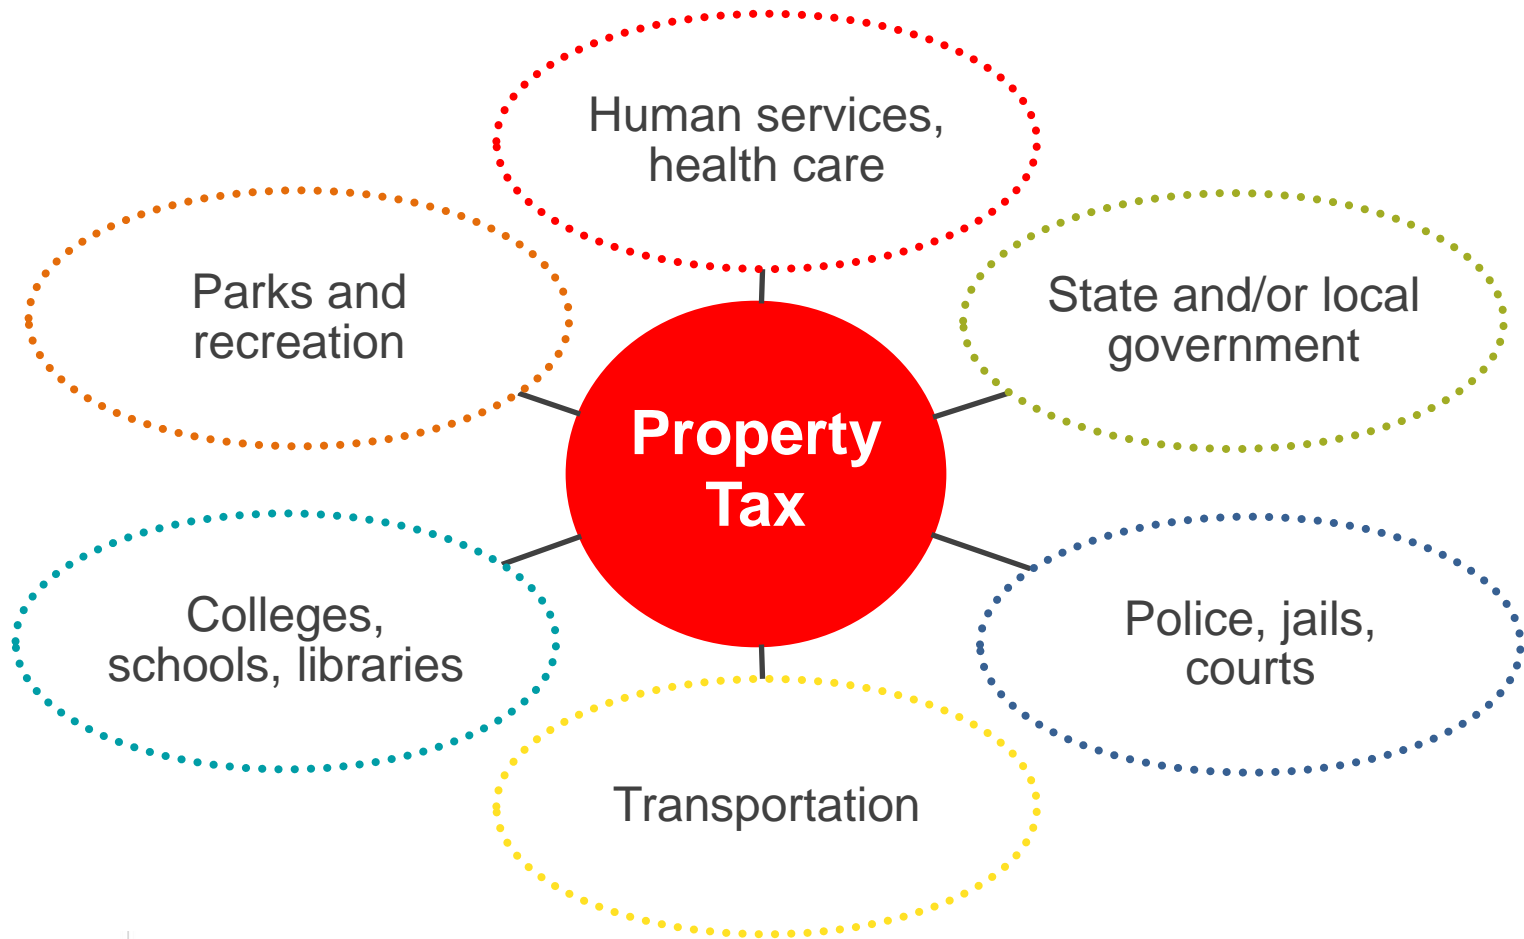 Human services,
health care
Parks and
recreation
State and/or local
government
Property
Tax
Colleges,
schools, libraries
Police, jails,
courts
Transportation